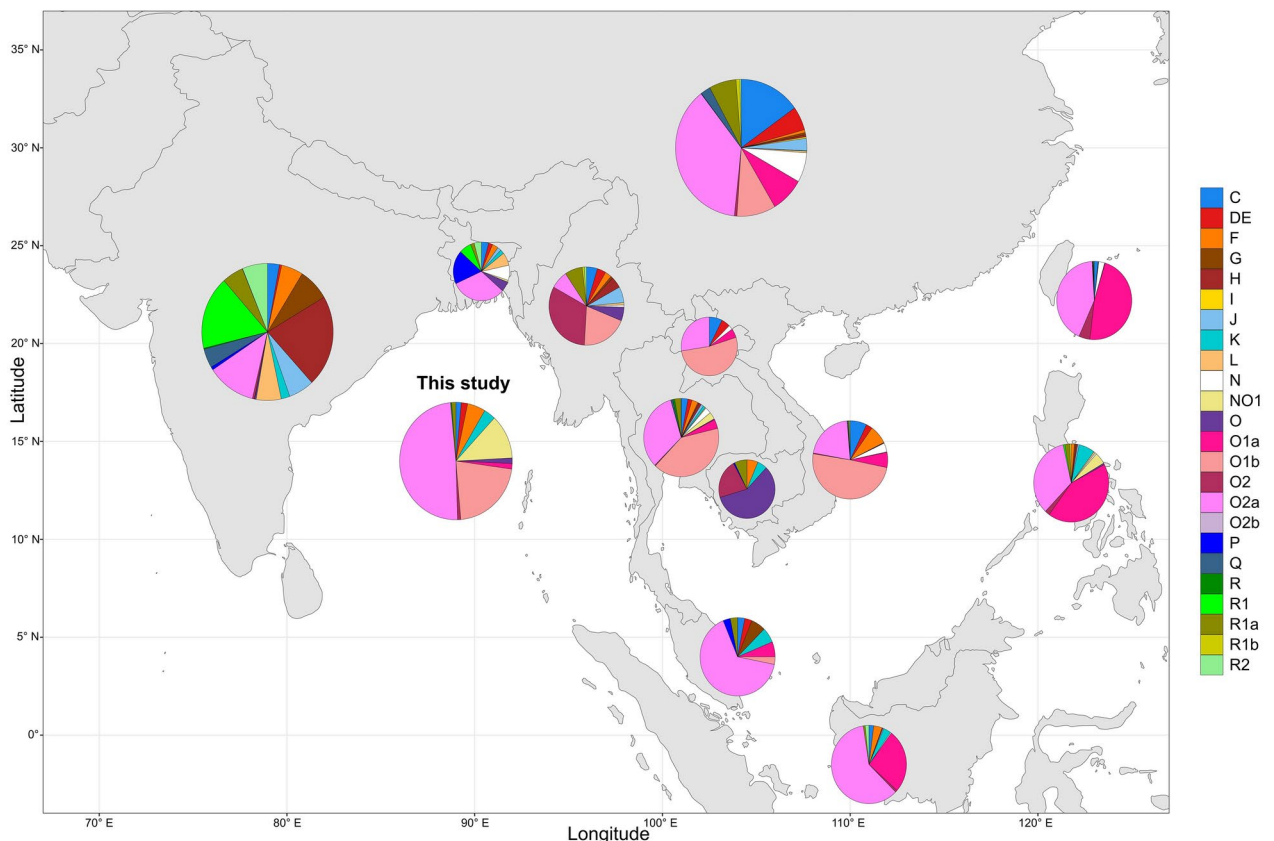 35° N
30° N
25° N
20° N
15° N
10° N
5° N
0°
Latitude
This study
70° E
80° E
90° E
100° E
110° E
120° E
Longitude
C
DE
F
G
H
I
J
K
L
N
NO1
O
O1a
O1b
O2
O2a
O2b
P
Q
R
R1
R1a
R1b
R2